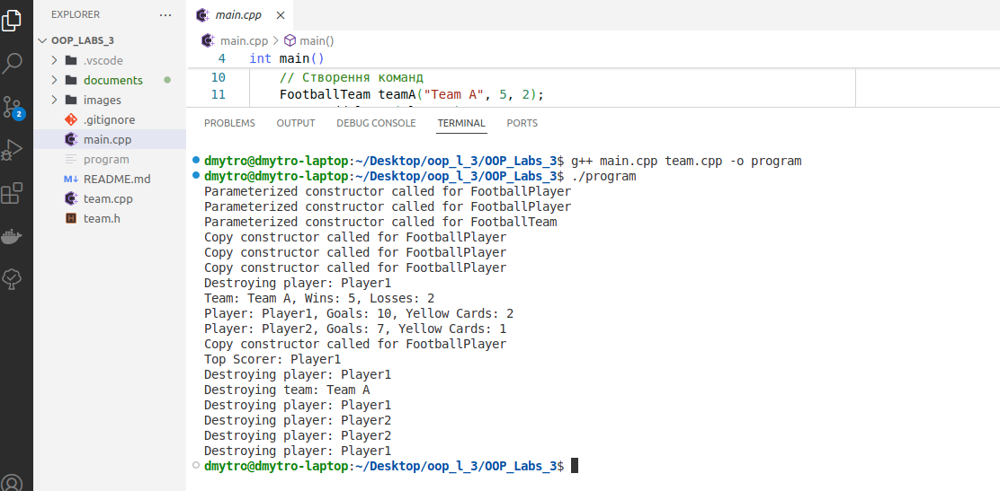 EXPLORER ···
OOP_LABS_3
.vscode
documents
images
.gitignore
main.cpp
program
README.md
team.cpp
team.h
2
main.cpp
main.cpp > main()
4 int main()
10 // Створення команд
11 FootballTeam teamA("Team A", 5, 2);
PROBLEMS OUTPUT DEBUG CONSOLE TERMINAL PORTS
dmytro@dmytro-laptop:~/Desktop/oop_l_3/OOP_Labs_3$ g++ main.cpp team.cpp -o program
dmytro@dmytro-laptop:~/Desktop/oop_l_3/OOP_Labs_3$ ./program
Parameterized constructor called for FootballPlayer
Parameterized constructor called for FootballPlayer
Parameterized constructor called for FootballTeam
Copy constructor called for FootballPlayer
Copy constructor called for FootballPlayer
Copy constructor called for FootballPlayer
Destroying player: Player1
Team: Team A, Wins: 5, Losses: 2
Player: Player1, Goals: 10, Yellow Cards: 2
Player: Player2, Goals: 7, Yellow Cards: 1
Copy constructor called for FootballPlayer
Top Scorer: Player1
Destroying player: Player1
Destroying team: Team A
Destroying player: Player1
Destroying player: Player2
Destroying player: Player2
Destroying player: Player1
dmytro@dmytro-laptop:~/Desktop/oop_l_3/OOP_Labs_3$